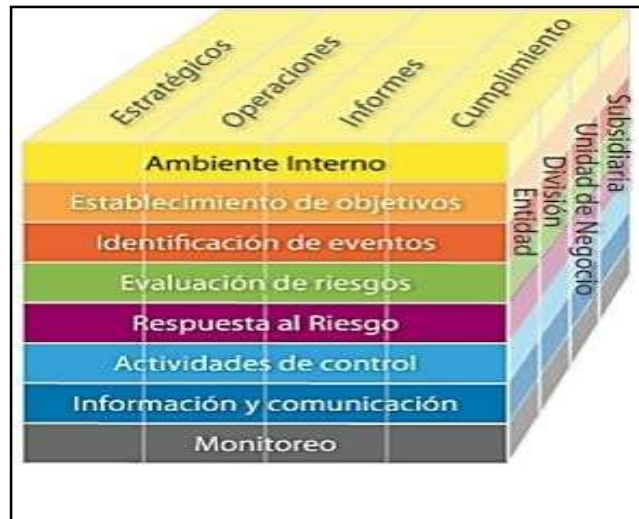 Estratégicos
Operaciones
Informes
Cumplimiento
Ambiente Interno
Establecimiento de objetivos
Identificación de eventos
Evaluación de riesgos
Respuesta al Riesgo
Actividades de control
Información y comunicación
Monitoreo
Entidad
División
Unidad de Negocio
Subsidiaria